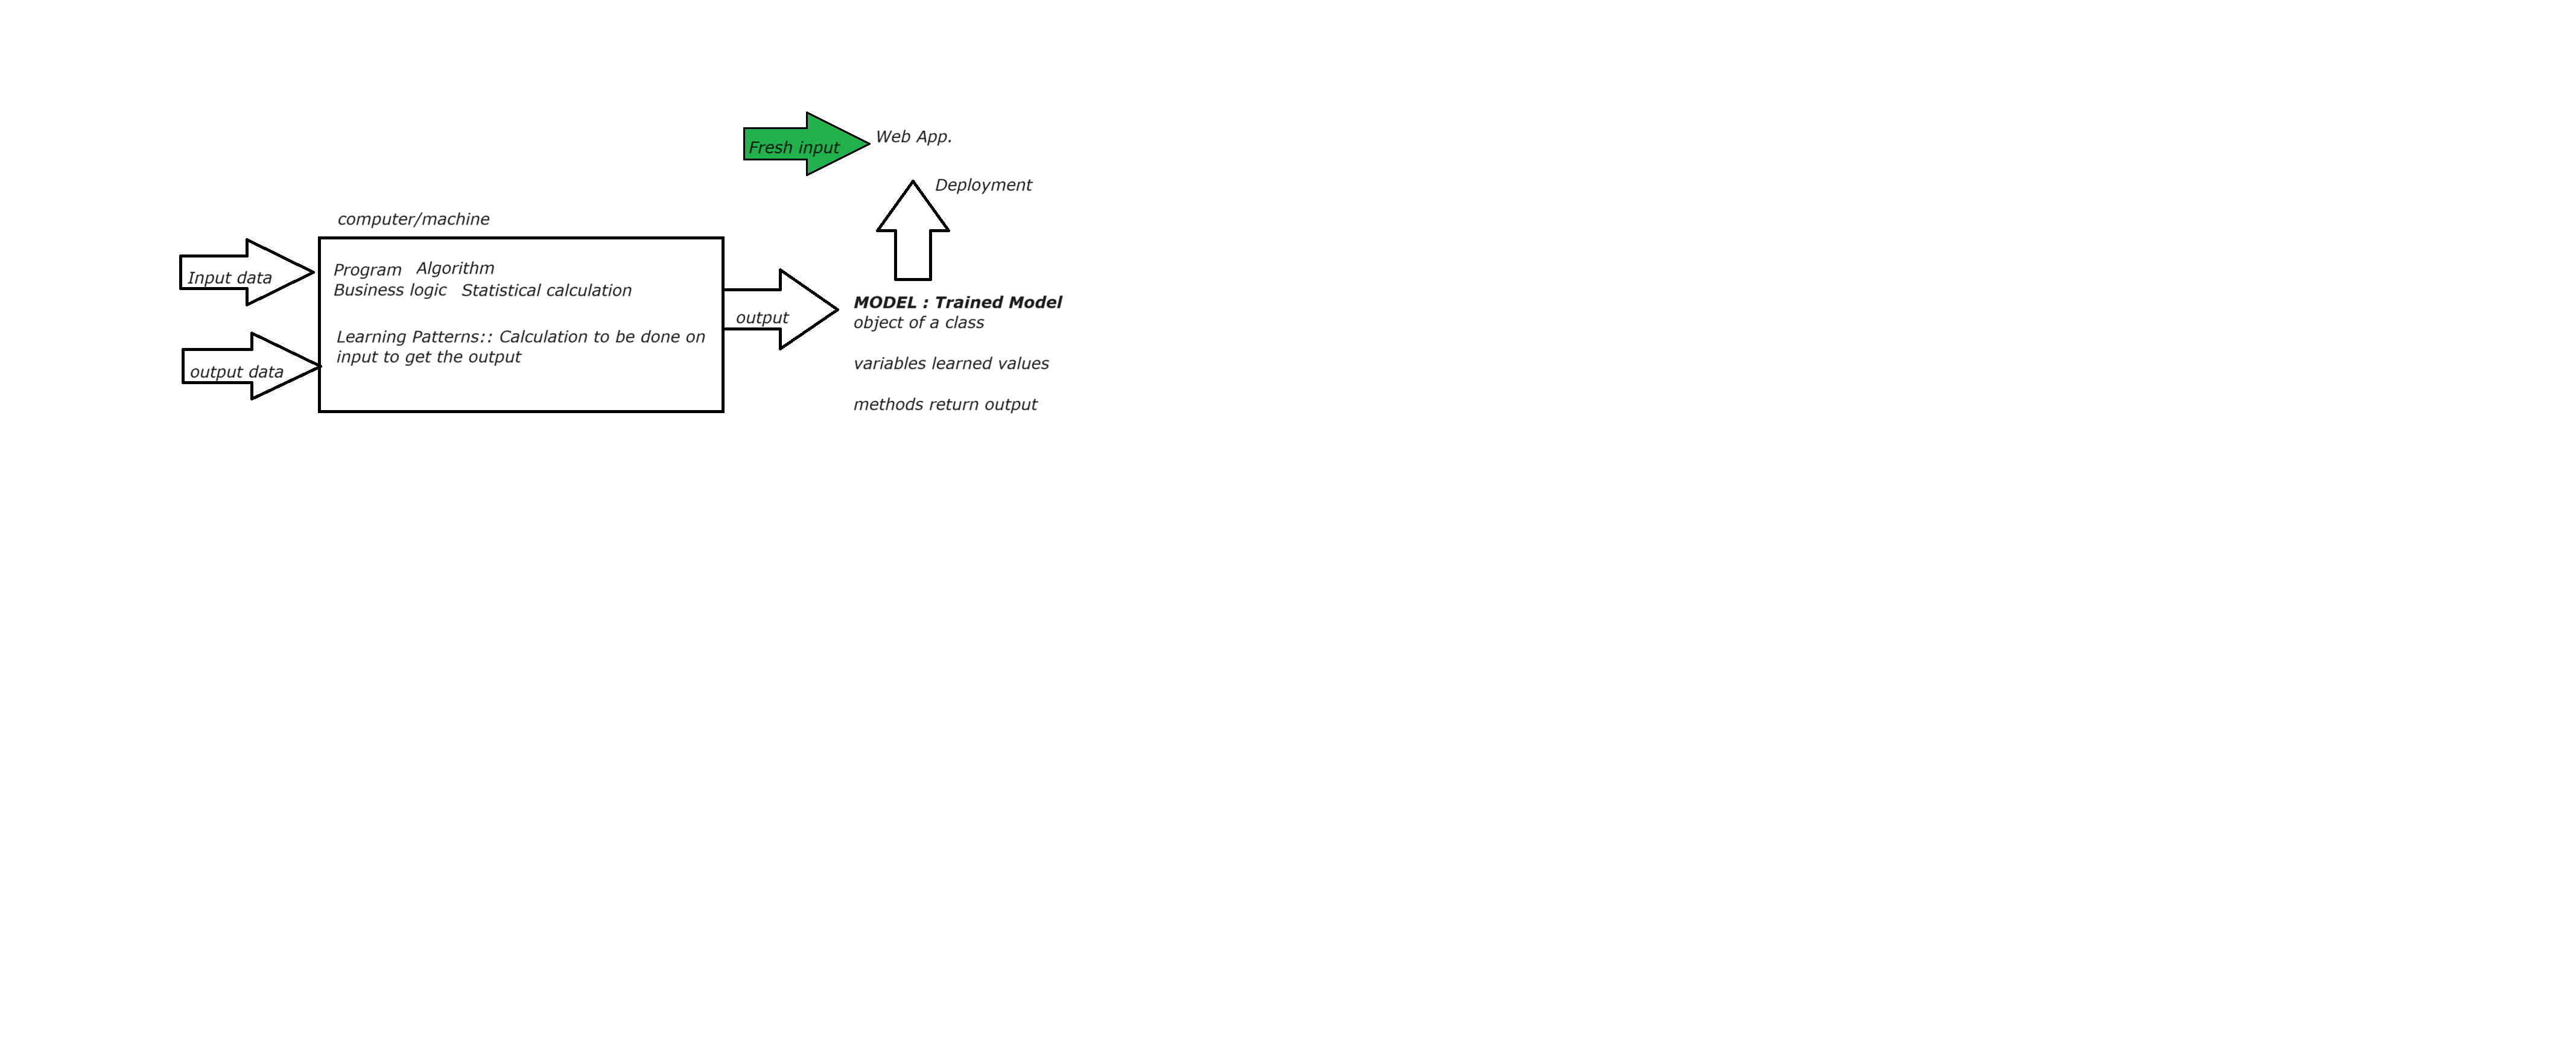 Fresh input
Web App.
Deployment
computer/machine
Input data
Program Algorithm
Business logic Statistical calculation
Learning Patterns:: Calculation to be done on
input to get the output
output data
output
MODEL : Trained Model
object of a class
variables learned values
methods return output